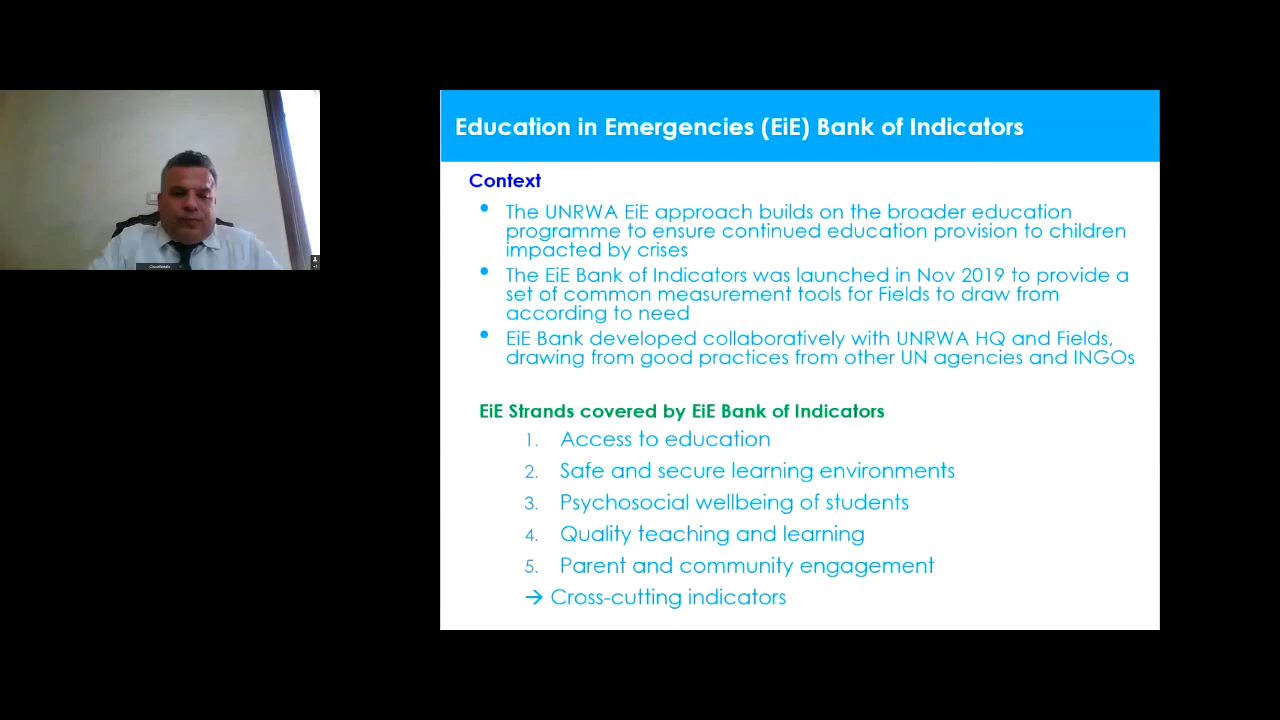 Education in Emergencies (EiE) Bank of Indicators
Context
• The UNRWA EiE approach builds on the broader education
programme to ensure continued education provision to children
impacted by crises
• The EiE Bank of Indicators was launched in Nov 2019 to provide a
set of common measurement tools for Fields to draw from
according to need
• EiE Bank developed collaboratively with UNRWA HQ and Fields,
drawing from good practices from other UN agencies and INGOs
EiE Strands covered by EiE Bank of Indicators
1. Access to education
2. Safe and secure learning environments
3. Psychosocial wellbeing of students
4. Quality teaching and learning
5. Parent and community engagement
→ Cross-cutting indicators